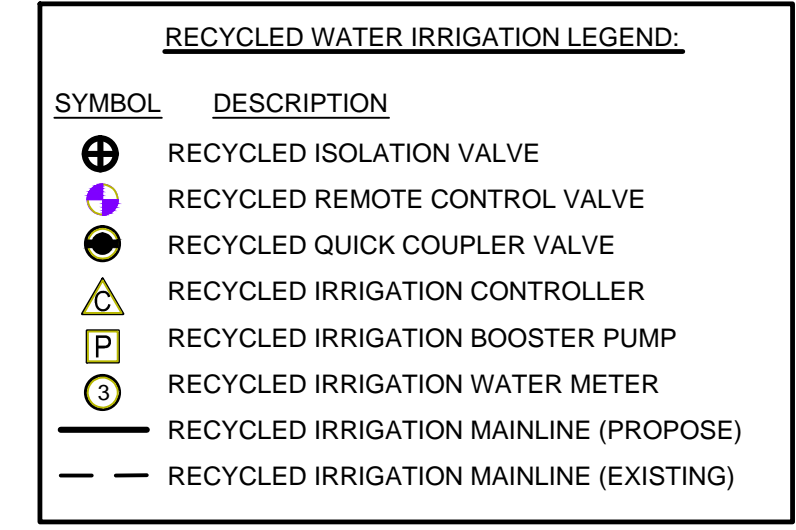 RECYCLED WATER IRRIGATION LEGEND:
SYMBOL DESCRIPTION
RECYCLED ISOLATION VALVE
RECYCLED REMOTE CONTROL VALVE
RECYCLED QUICK COUPLER VALVE
C RECYCLED IRRIGATION CONTROLLER
P RECYCLED IRRIGATION BOOSTER PUMP
3 RECYCLED IRRIGATION WATER METER
RECYCLED IRRIGATION MAINLINE (PROPOSE)
RECYCLED IRRIGATION MAINLINE (EXISTING)